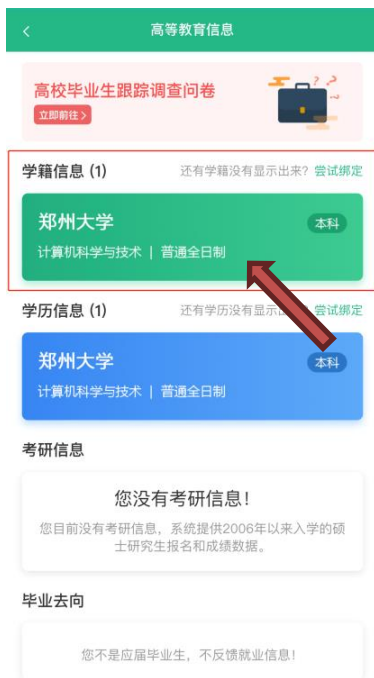 高等教育信息
高校毕业生跟踪调查问卷
立即前往>
学籍信息 (1) 还有学籍没有显示出来? 尝试绑定
郑州大学 本科
计算机科学与技术 | 普通全日制
学历信息 (1) 还有学历没有显示出 尝试绑定
郑州大学 本科
计算机科学与技术 | 普通全日制
考研信息
您没有考研信息!
您目前没有考研信息, 系统提供2006年以来入学的硕
士研究生报名和成绩数据。
毕业去向
您不是应届毕业生, 不反馈就业信息!